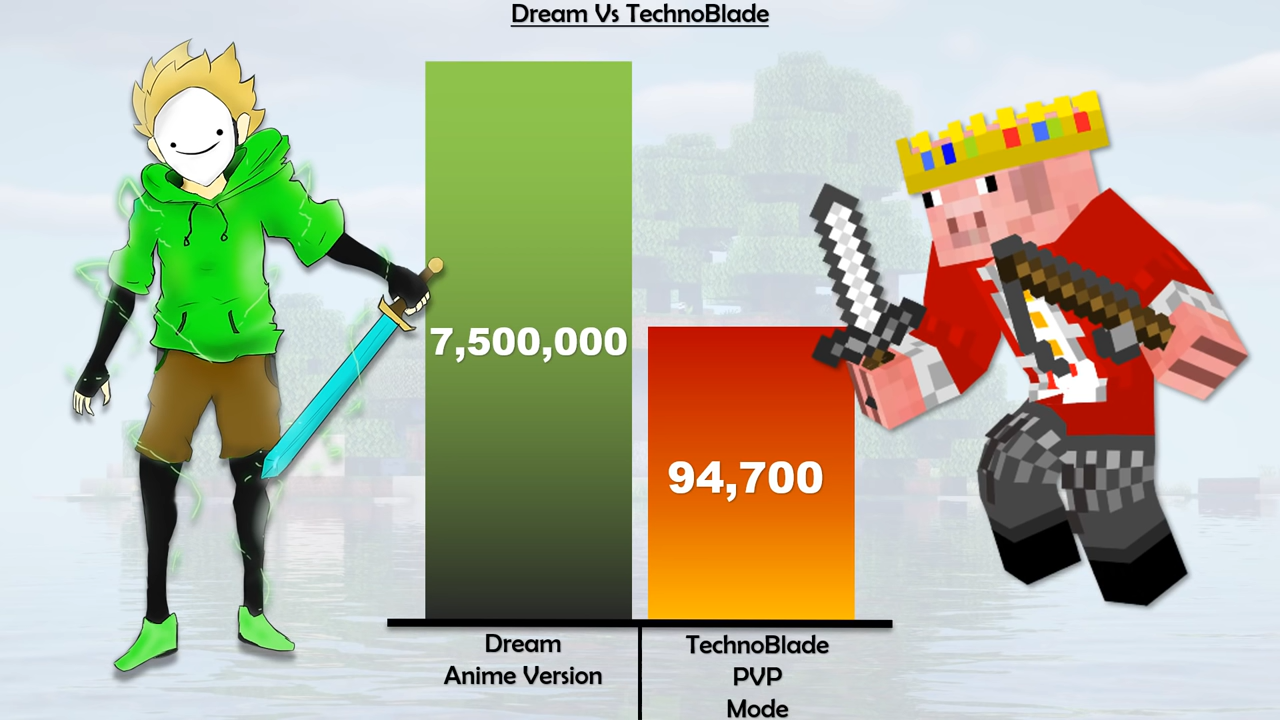 Dream Vs TechnoBlade
7,500,000
94,700
Dream
Anime Version
TechnoBlade
PVP
Mode